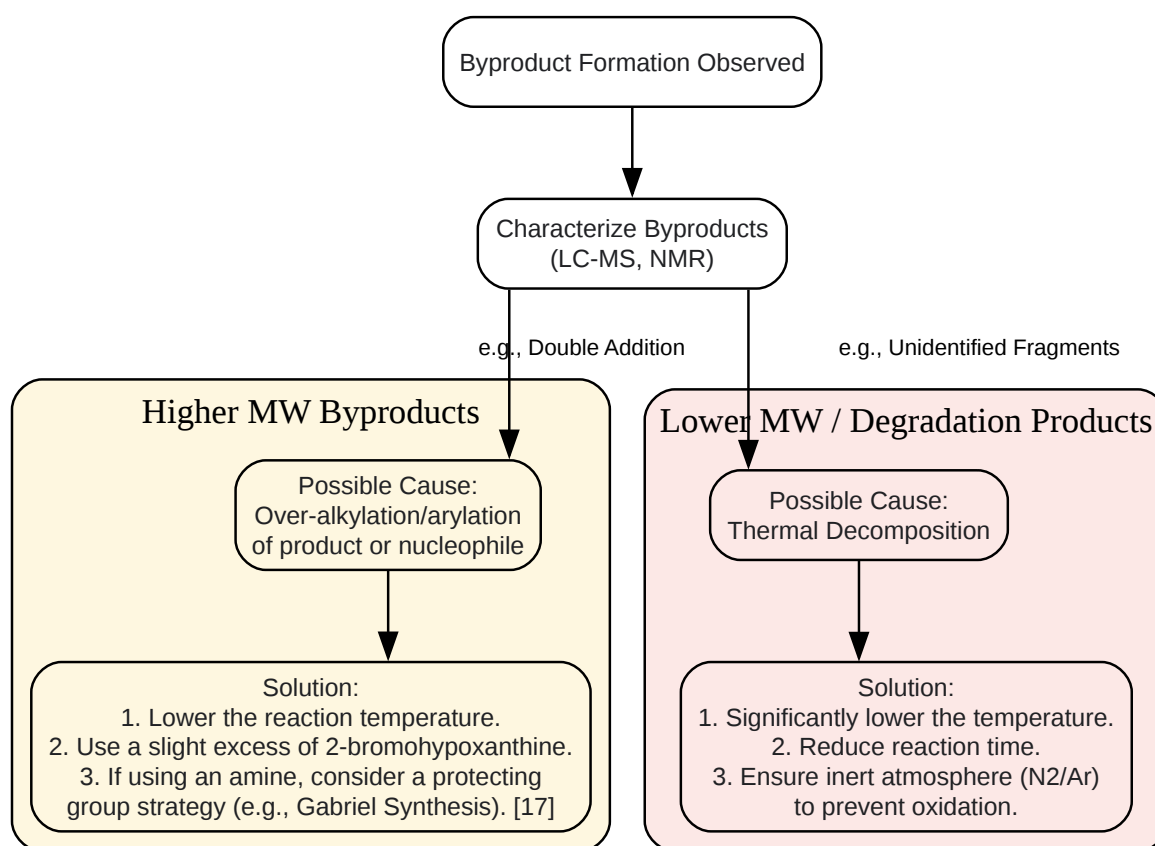 Byproduct Formation Observed
Characterize Byproducts
(LC-MS, NMR)
e.g., Double Addition
e.g., Unidentified Fragments
Higher MW Byproducts
Possible Cause:
Over-alkylation/arylation
of product or nucleophile
Solution:
1. Lower the reaction temperature.
2. Use a slight excess of 2-bromohypoxanthine.
3. If using an amine, consider a protecting
group strategy (e.g., Gabriel Synthesis). [17]
Lower MW / Degradation Products
Possible Cause:
Thermal Decomposition
Solution:
1. Significantly lower the temperature.
2. Reduce reaction time.
3. Ensure inert atmosphere (N2/Ar)
to prevent oxidation.